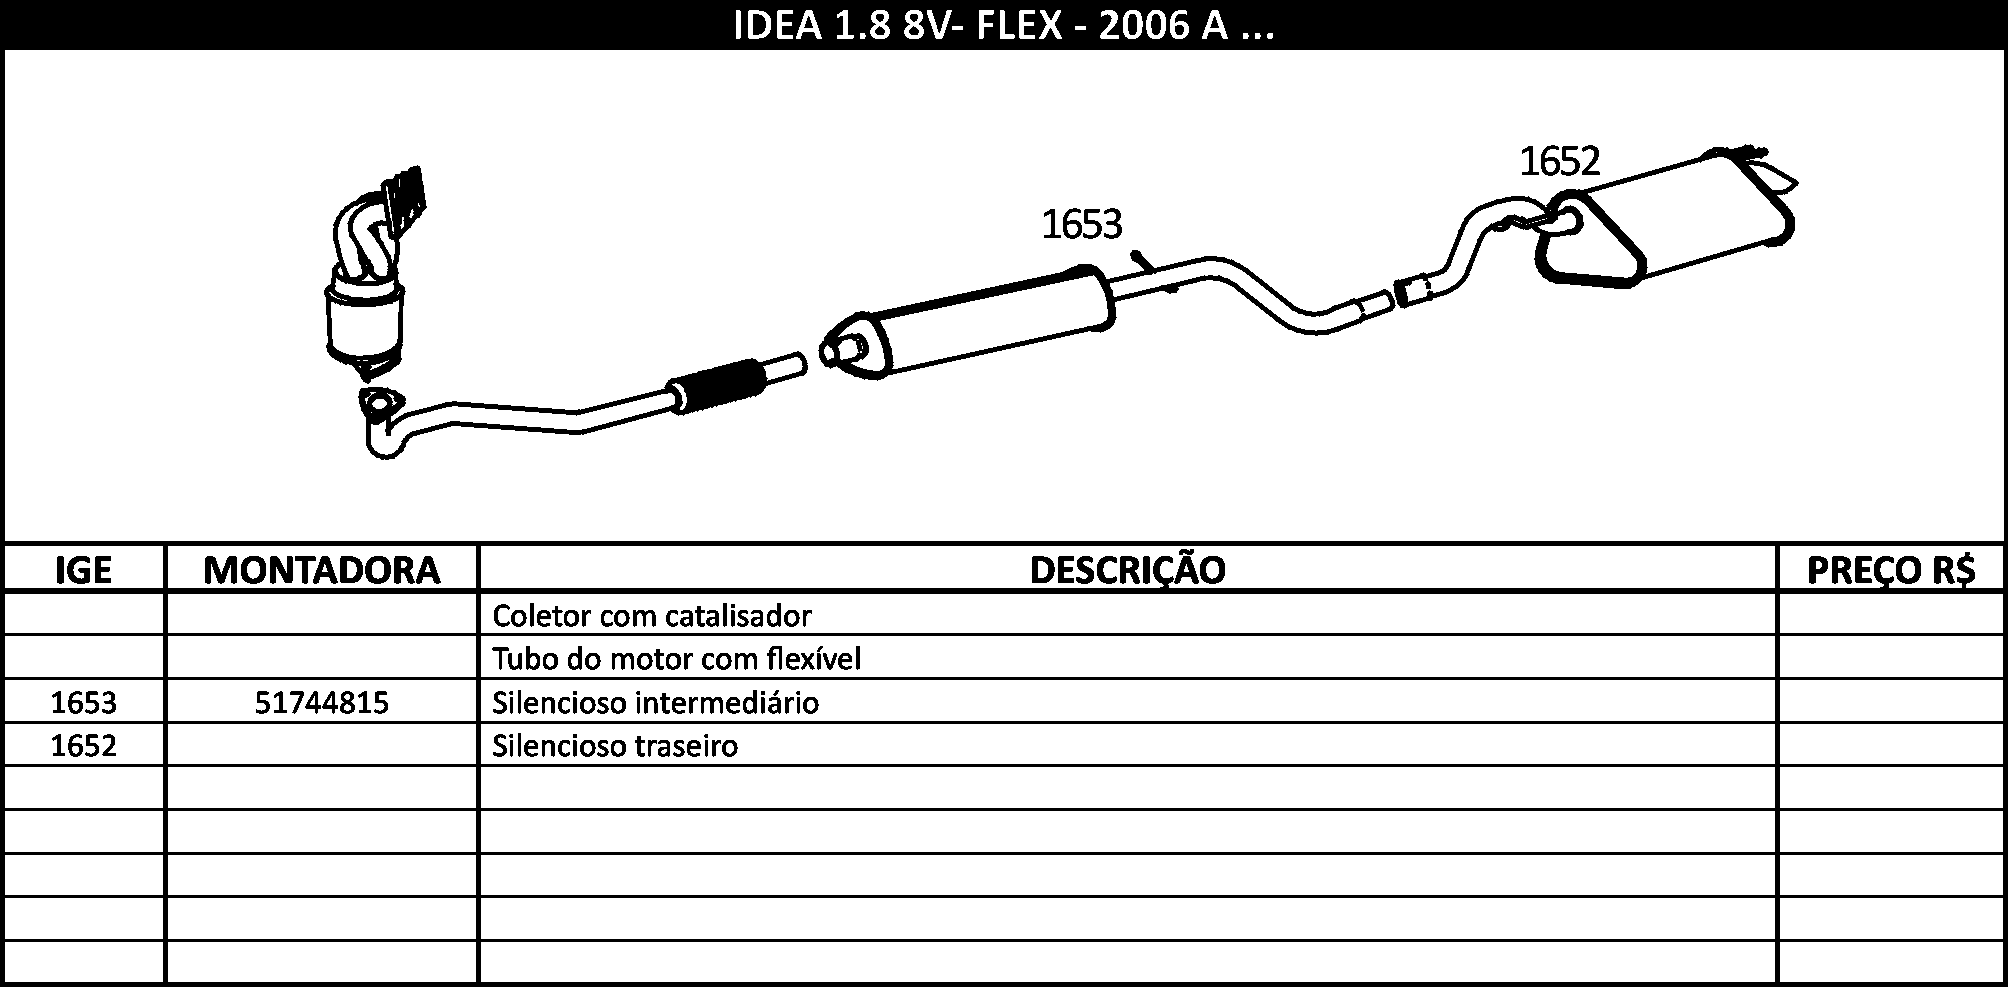 IDEA 1.8 8V- FLEX - 2006 A ...
1652
1653
IGE MONTADORA DESCRIÇÃO PREÇO R$
Coletor com catalisador
Tubo do motor com flexível
1653 51744815 Silencioso intermediário
1652 Silencioso traseiro